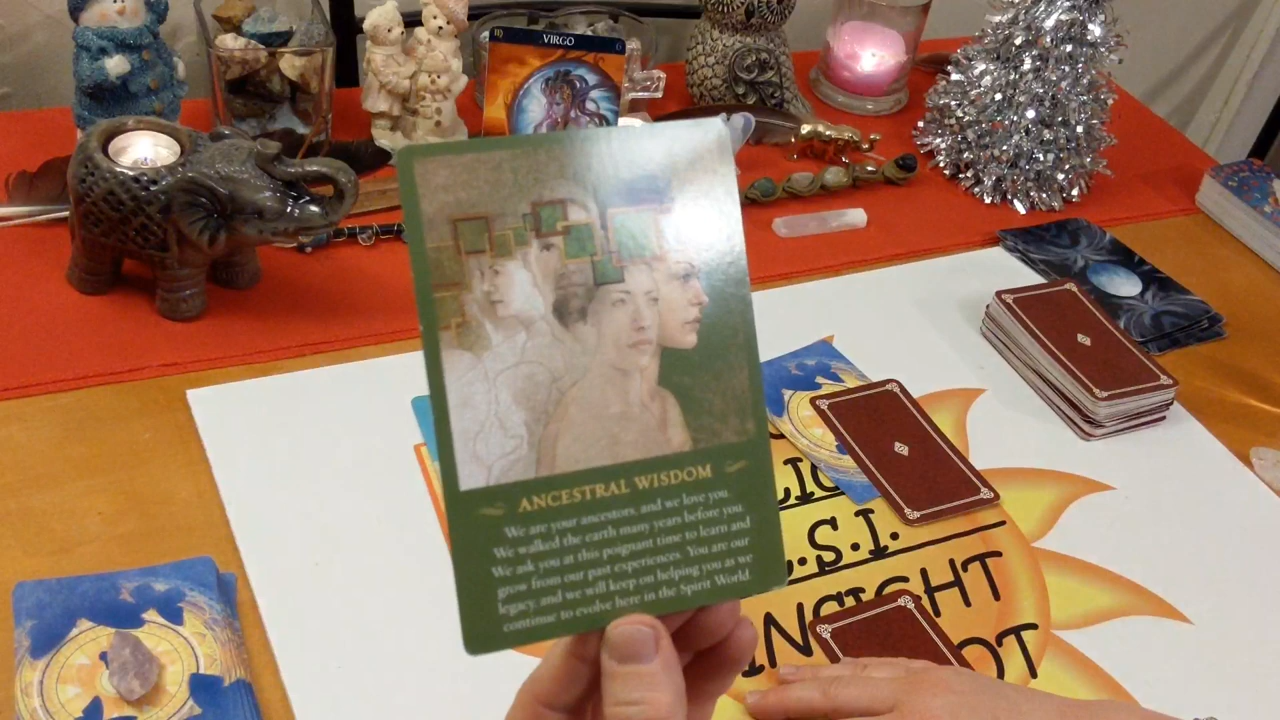 ♍ VIRGO 6
ANCESTRAL WISDOM
We are your ancestors, and we love you.
We walked the earth many years before you.
We ask you at this poignant time to learn and
grow from our past experiences. You are our
legacy, and we will keep on helping you as we
continue to evolve here in the Spirit World.
.S.I.